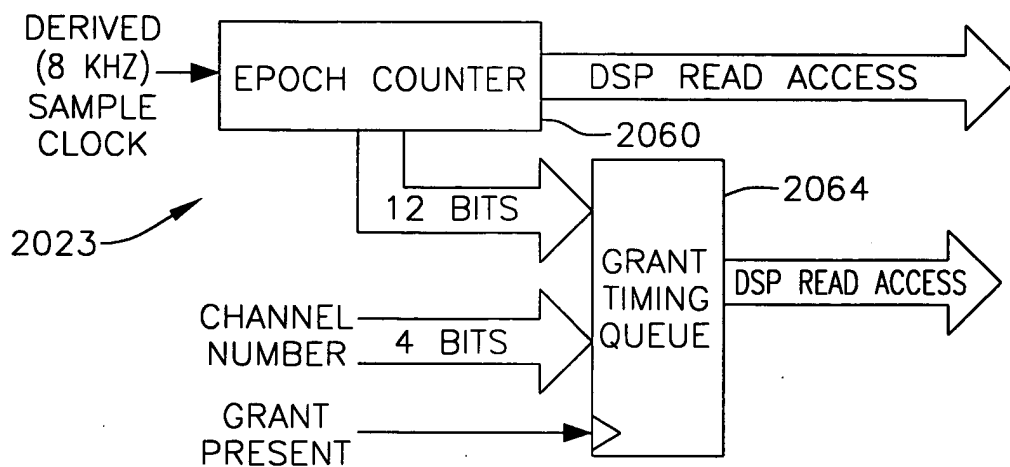 DERIVED
(8 KHZ)
SAMPLE
CLOCK
EPOCH COUNTER
DSP READ ACCESS
2060
2064
12 BITS
2023
GRANT
TIMING
QUEUE
DSP READ ACCESS
CHANNEL
NUMBER
4 BITS
GRANT
PRESENT